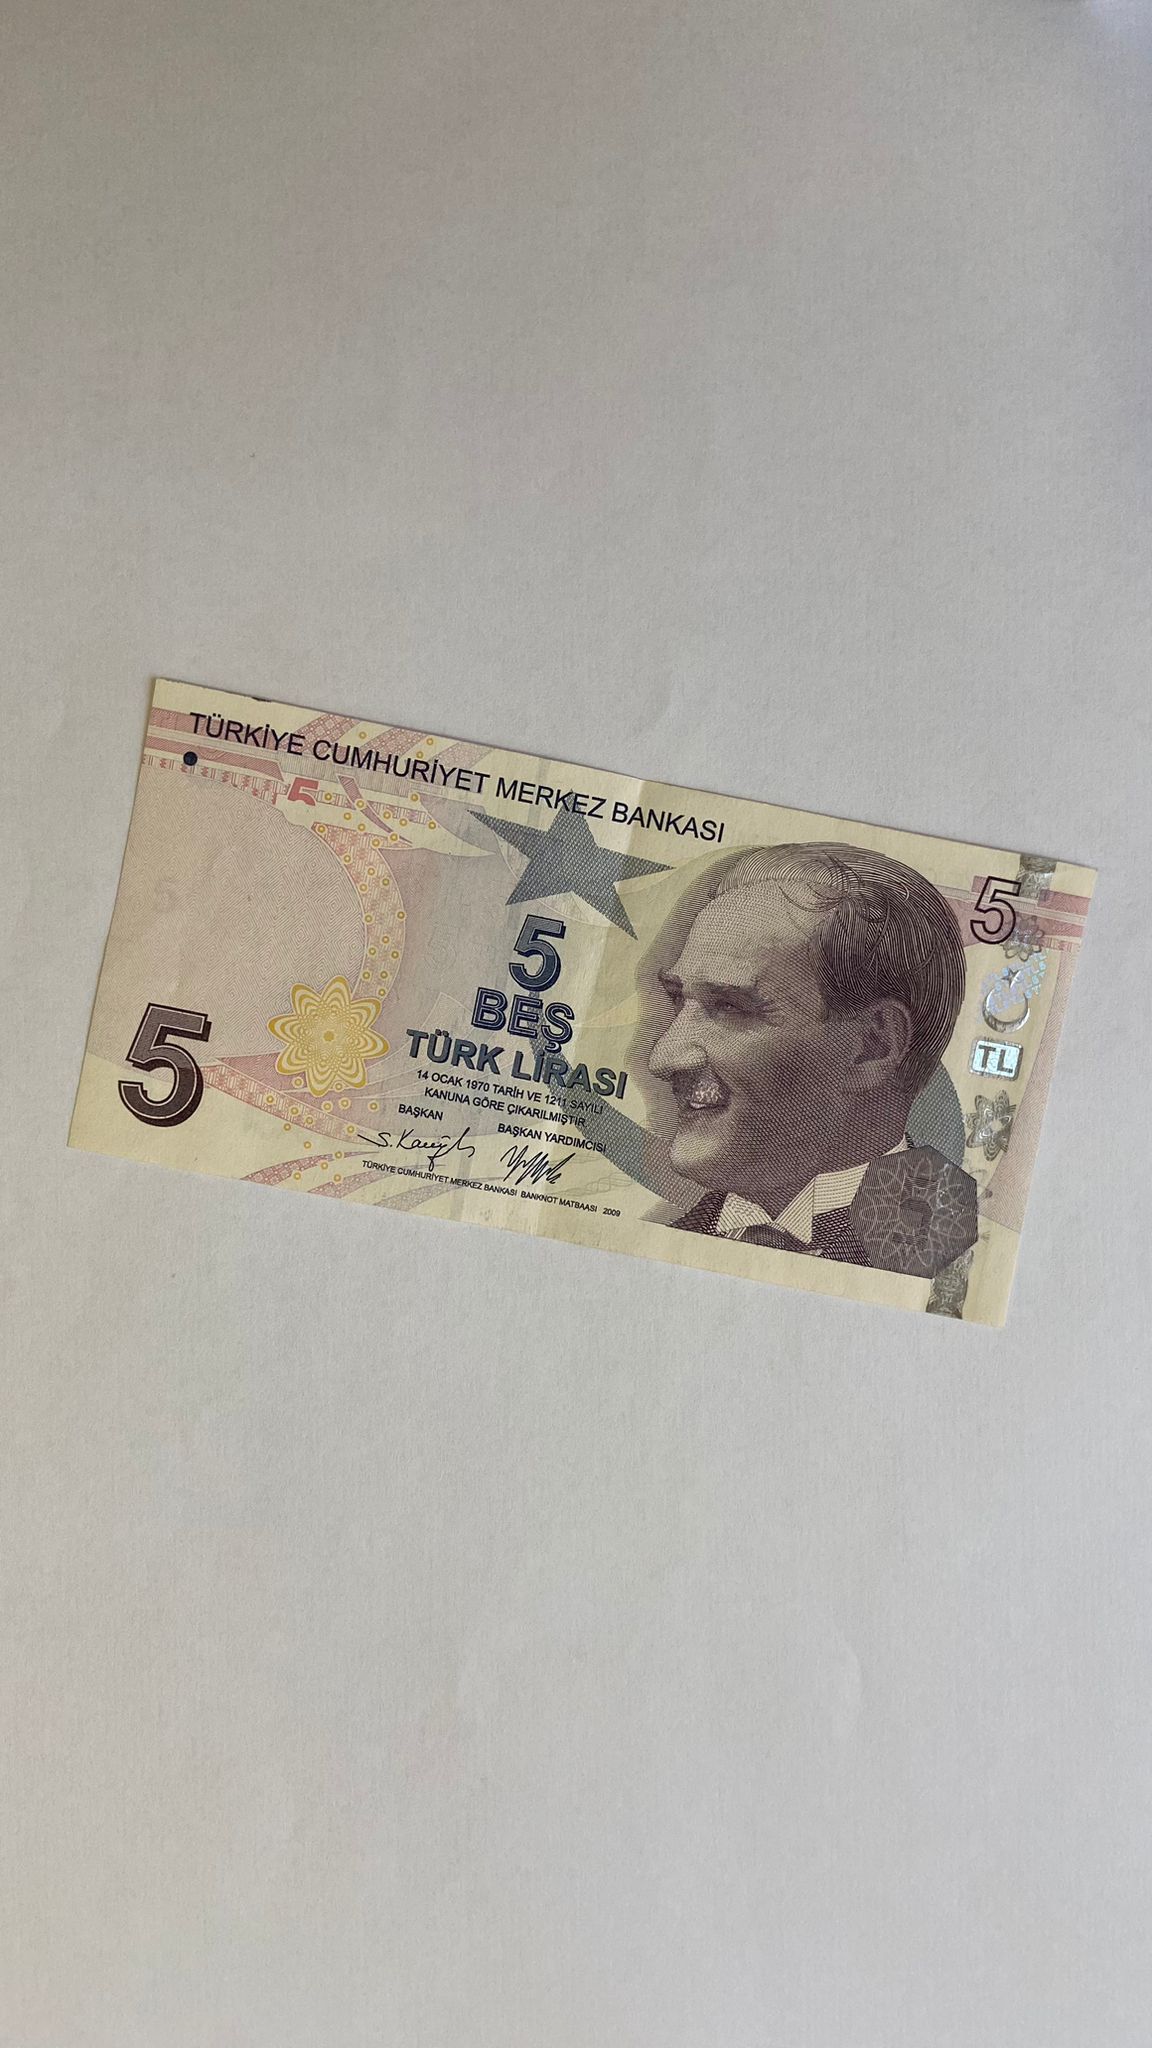 TÜRKİYE CUMHURİYET MERKEZ BANKASI
5
5
5
BEŞ
TÜRK LİRASI
14 OCAK 1970 TARİH VE 1211 SAYILI
KANUNA GÖRE ÇIKARILMIŞTIR
BAŞKAN
BAŞKAN YARDIMCISI
TÜRKİYE CUMHURİYET MERKEZ BANKASI BANKNOT MATBAASI 2009
5
TL